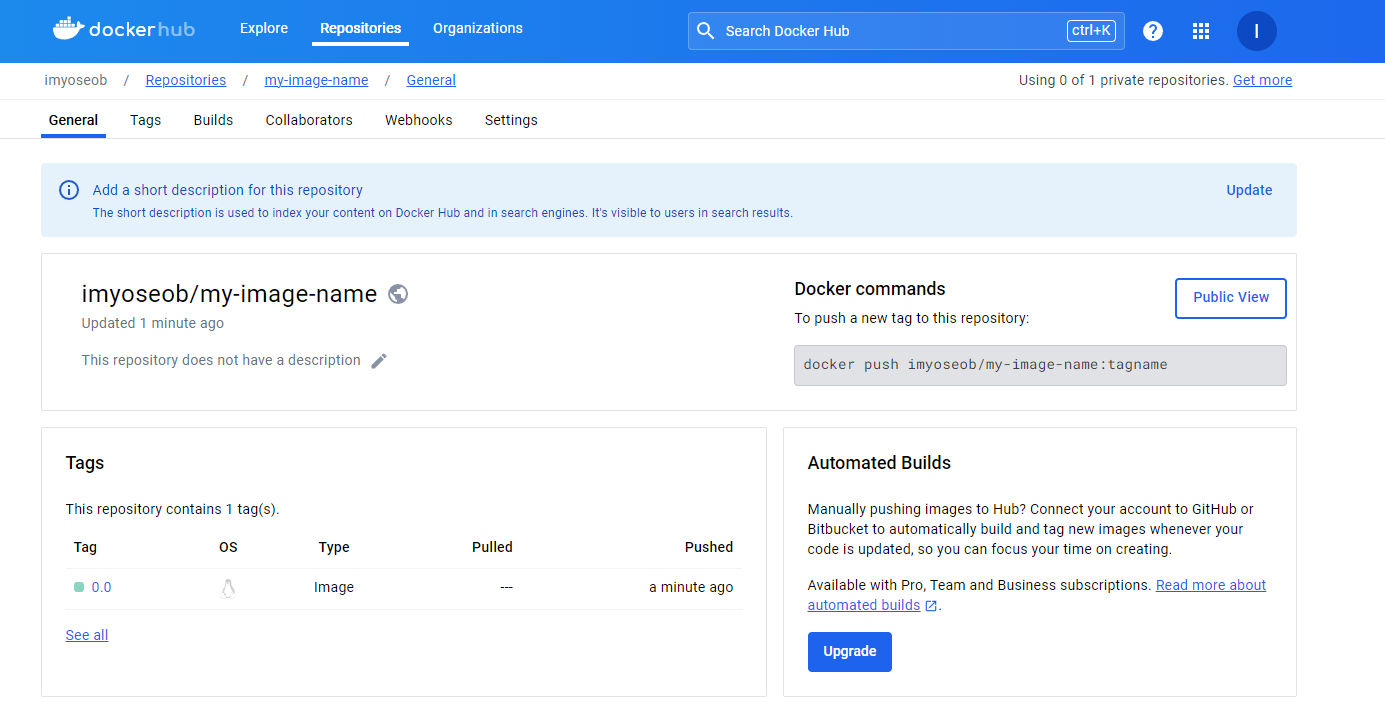 dockerhub Explore Repositories Organizations Search Docker Hub ctrl+K ? I
imyoseob / Repositories / my-image-name / General Using 0 of 1 private repositories. Get more
General Tags Builds Collaborators Webhooks Settings
Add a short description for this repository Update
The short description is used to index your content on Docker Hub and in search engines. It's visible to users in search results.
imyoseob/my-image-name
Updated 1 minute ago
This repository does not have a description
Docker commands Public View
To push a new tag to this repository:
docker push imyoseob/my-image-name:tagname
Tags
This repository contains 1 tag(s).
Tag OS Type Pulled Pushed
0.0 Image --- a minute ago
See all
Automated Builds
Manually pushing images to Hub? Connect your account to GitHub or
Bitbucket to automatically build and tag new images whenever your
code is updated, so you can focus your time on creating.
Available with Pro, Team and Business subscriptions. Read more about
automated builds .
Upgrade